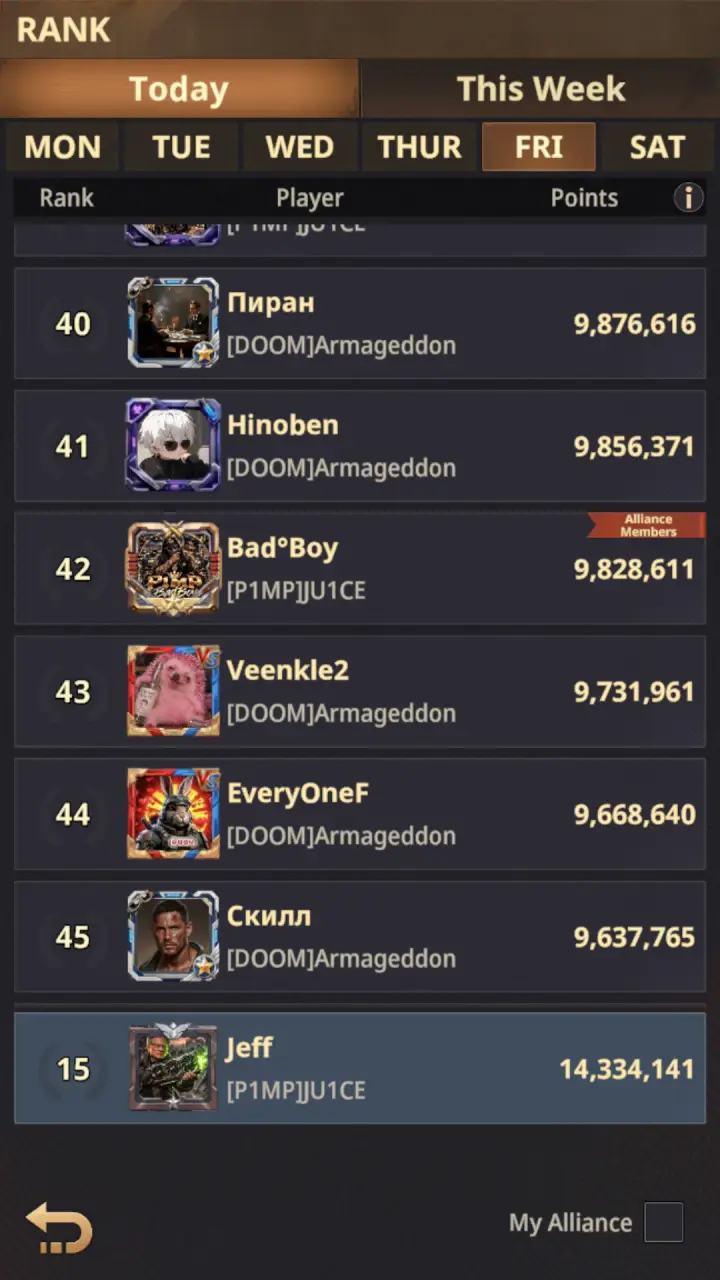 RANK
Today
This Week
MON TUE WED THUR FRI SAT
Rank Player Points i
40
Пиран
[DOOM]Armageddon
9,876,616
41
Hinoben
[DOOM]Armageddon
9,856,371
Alliance
Members
42
Bad°Boy
[P1MP]JU1CE
9,828,611
43
Veenkle2
[DOOM]Armageddon
9,731,961
44
EveryOneF
[DOOM]Armageddon
9,668,640
45
Скилл
[DOOM]Armageddon
9,637,765
15
Jeff
[P1MP]JU1CE
14,334,141
My Alliance